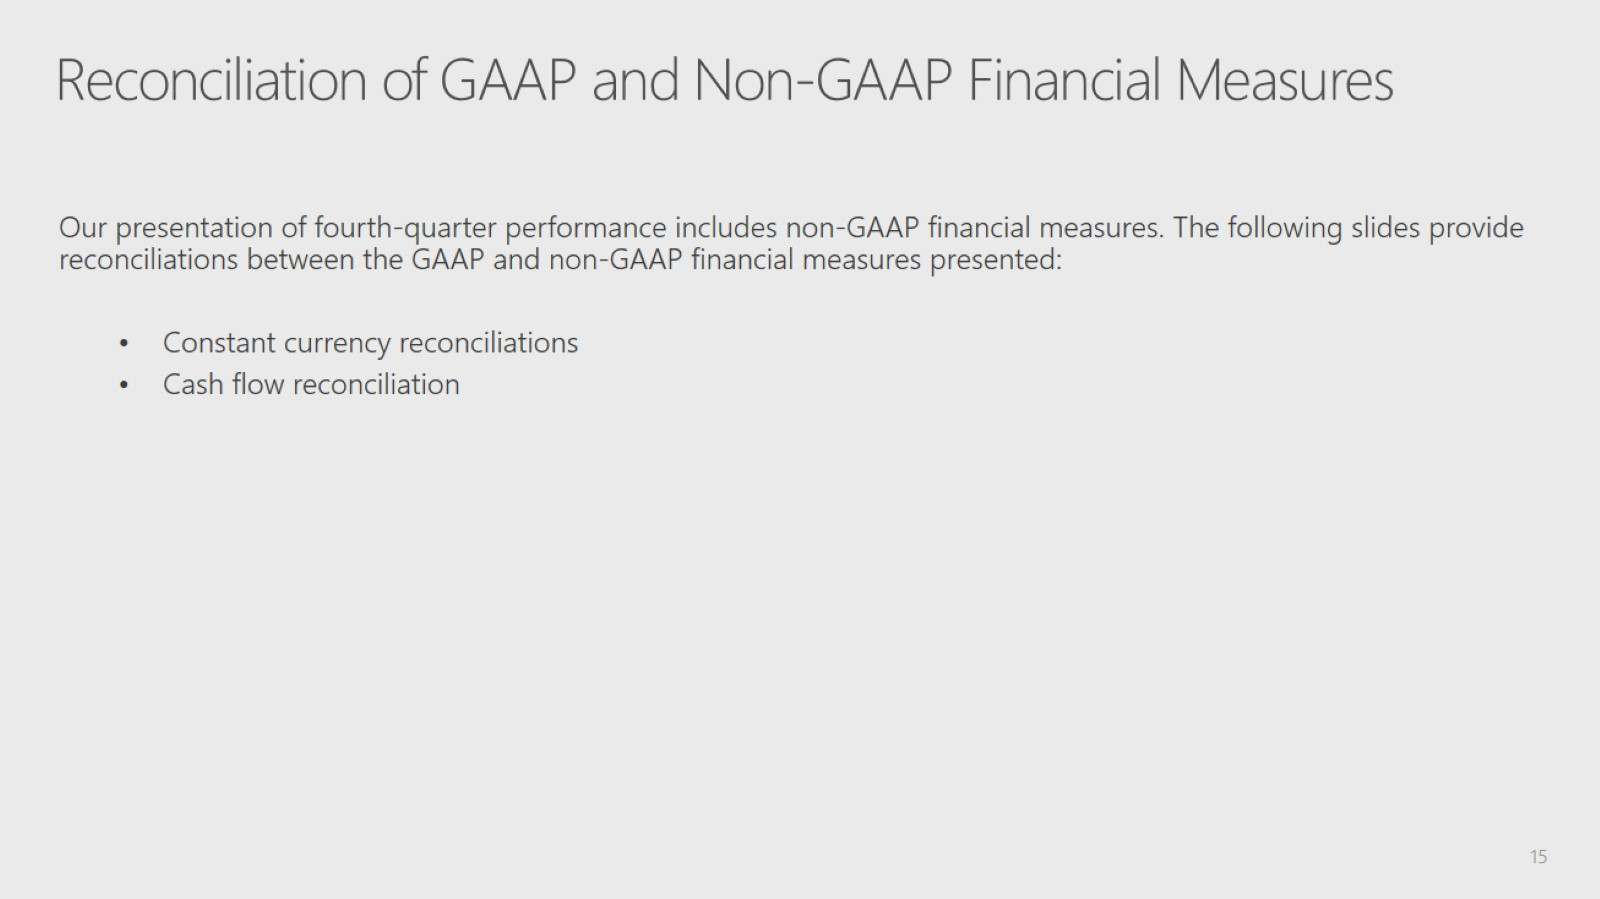 Reconciliation of GAAP and Non-GAAP Financial Measures
Our presentation of fourth-quarter performance includes non-GAAP financial measures. The following slides provide
reconciliations between the GAAP and non-GAAP financial measures presented:
• Constant currency reconciliations
• Cash flow reconciliation
15